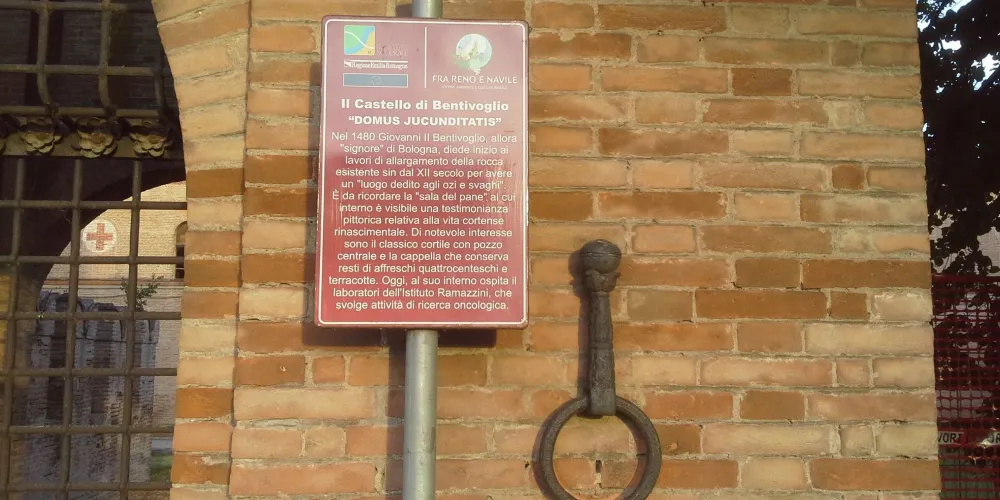 Regione Emilia-Romagna
FRA RENO E NAVILE
Il Castello di Bentivoglio
"DOMUS JUCUNDITATIS"
Nel 1480 Giovanni II Bentivoglio, allora
"signore" di Bologna, diede inizio ai
lavori di allargamento della rocca
esistente sin dal XII secolo per avere
un "luogo dedito agli ozi e svaghi".
È da ricordare la "sala del pane" al cui
interno è visibile una testimonianza
pittorica relativa alla vita cortense
rinascimentale. Di notevole interesse
sono il classico cortile con pozzo
centrale e la cappella che conserva
resti di affreschi quattrocenteschi e
terracotte. Oggi, al suo interno ospita il
laboratori dell'Istituto Ramazzini, che
svolge attività di ricerca oncologica.